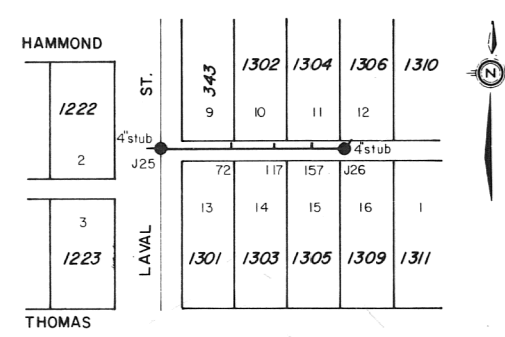 HAMMOND
ST.
343
1302 1304 1306 1310
N
1222
9 10 11 12
4"stub
4"stub
2
J25
72 117 157 J26
3
13 14 15 16 1
LAVAL
1223
1301 1303 1305 1309 1311
THOMAS